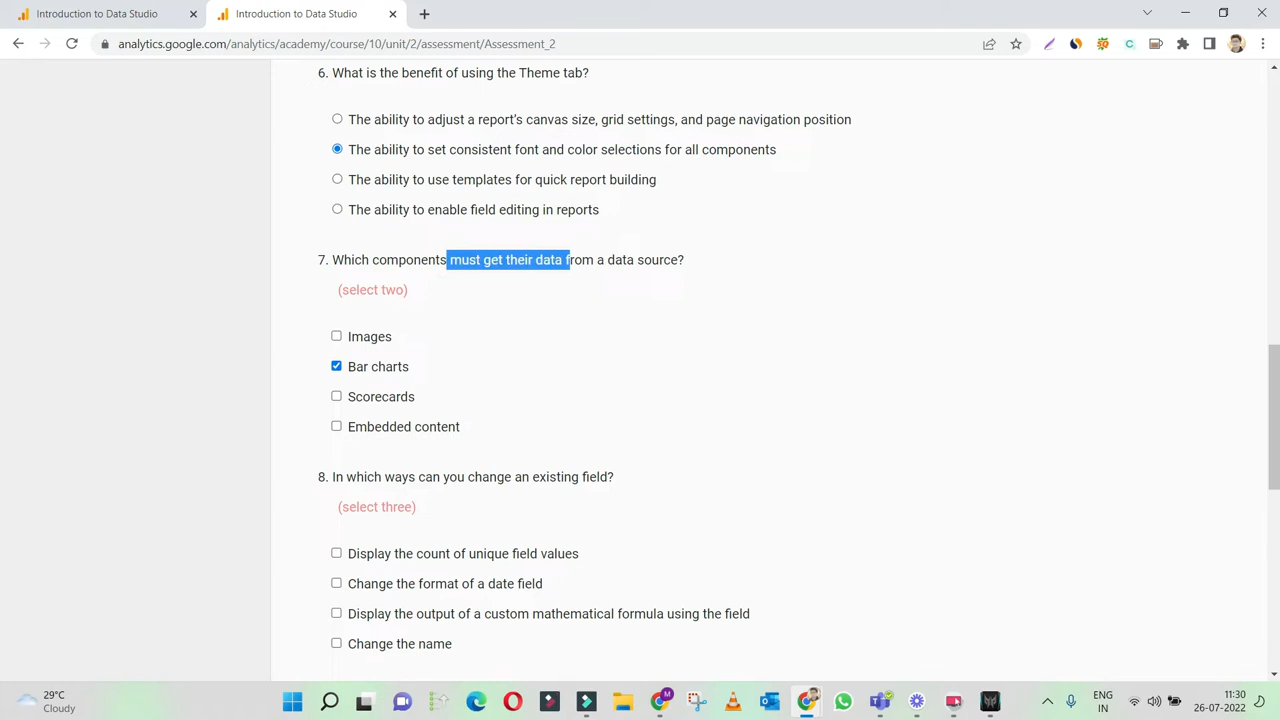 Introduction to Data Studio
Introduction to Data Studio
analytics.google.com/analytics/academy/course/10/unit/2/assessment/Assessment_2
6. What is the benefit of using the Theme tab?
The ability to adjust a report's canvas size, grid settings, and page navigation position
The ability to set consistent font and color selections for all components
The ability to use templates for quick report building
The ability to enable field editing in reports
7. Which components must get their data from a data source?
(select two)
Images
Bar charts
Scorecards
Embedded content
8. In which ways can you change an existing field?
(select three)
Display the count of unique field values
Change the format of a date field
Display the output of a custom mathematical formula using the field
Change the name
29°C
Cloudy
ENG
IN
11:30
26-07-2022